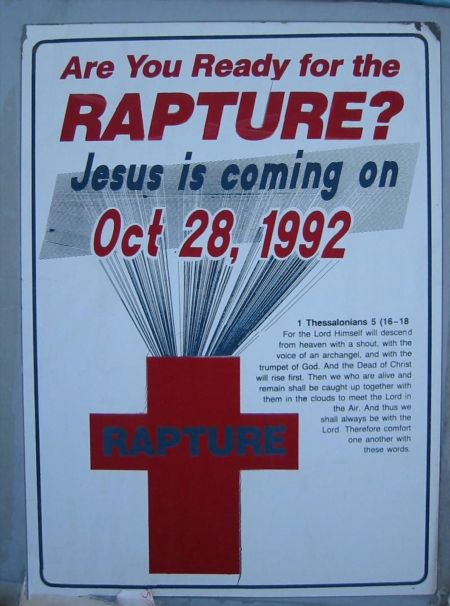 Are You Ready for the
RAPTURE?
Jesus is coming on
Oct 28, 1992
1 Thessalonians 5 (16-18
For the Lord Himself will descend
from heaven with a shout, with the
voice of an archangel, and with the
trumpet of God. And the Dead of Christ
will rise first. Then we who are alive and
remain shall be caught up together with
them in the clouds to meet the Lord in
the Air. And thus we
shall always be with the
Lord. Therefore comfort
one another with
these words.
RAPTURE